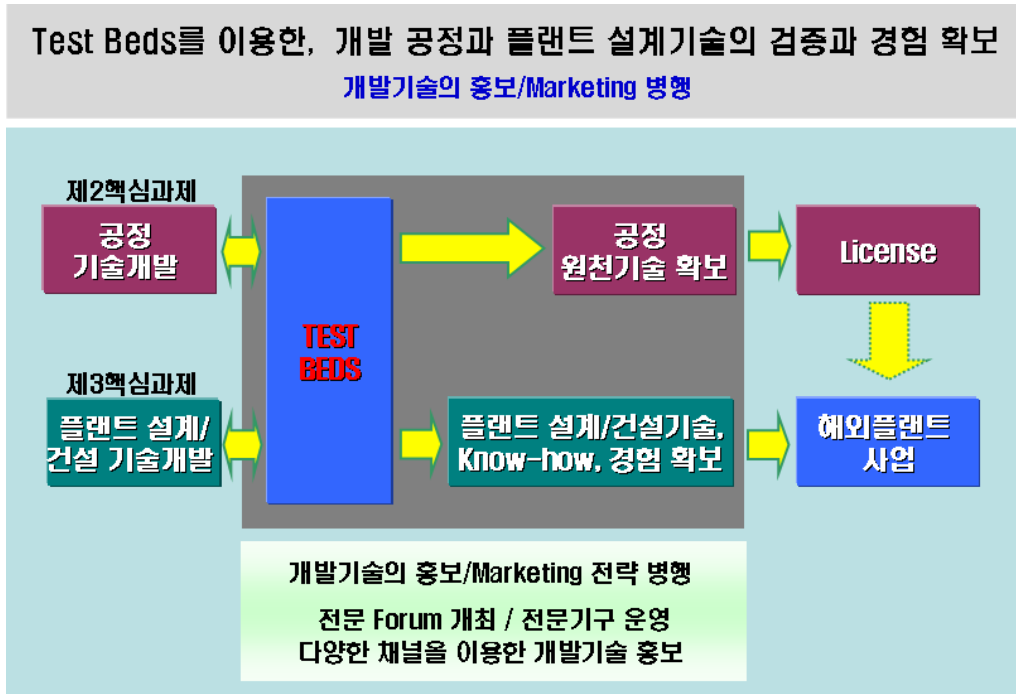 Test Beds를 이용한, 개발 공정과 플랜트 설계기술의 검증과 경험 확보
개발기술의 홍보/Marketing 병행
제2핵심과제
공정
기술개발
TEST
BEDS
공정
원천기술 확보
License
제3핵심과제
플랜트 설계/
건설 기술개발
플랜트 설계/건설기술,
Know-how, 경험 확보
해외플랜트
사업
개발기술의 홍보/Marketing 전략 병행
전문 Forum 개최 / 전문기구 운영
다양한 채널을 이용한 개발기술 홍보